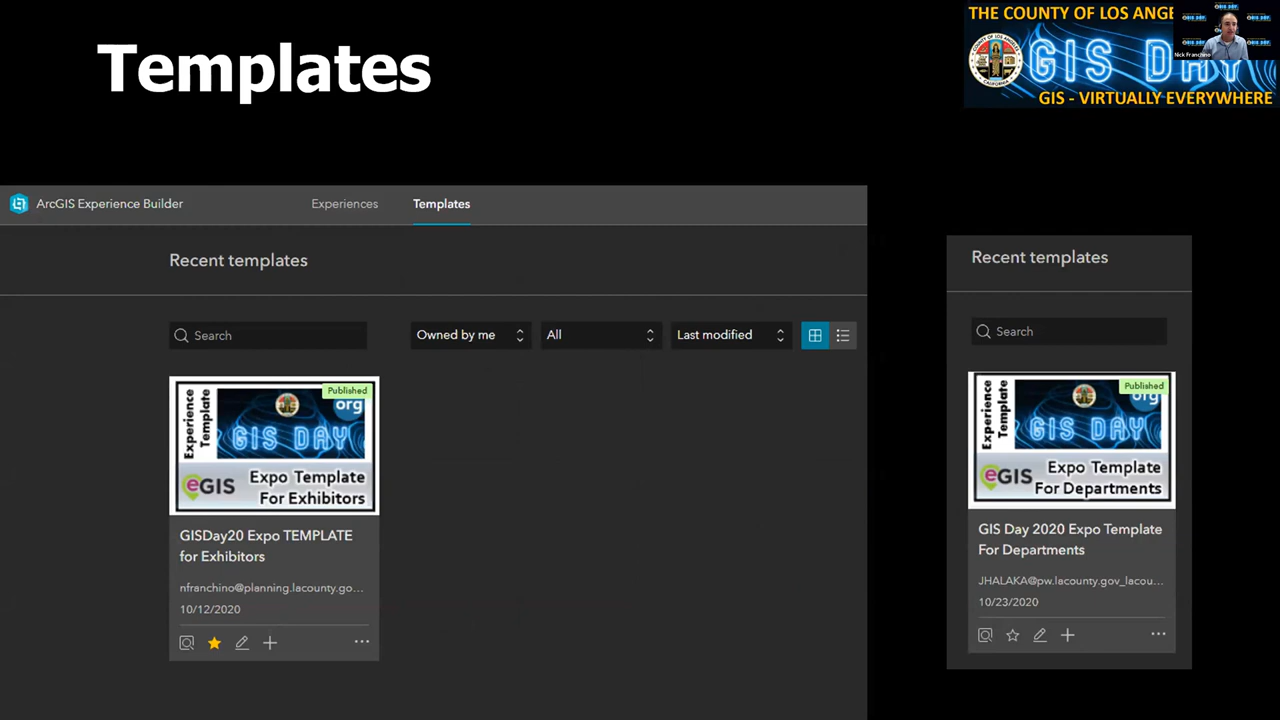 Templates
THE COUNTY OF LOS ANGE
GIS DAY
Nick Franchino
GIS - VIRTUALLY EVERYWHERE
ArcGIS Experience Builder
Experiences
Templates
Recent templates
Search
Owned by me
All
Last modified
Experience
Template
Published
org
GIS DAY
eGIS
Expo Template
For Exhibitors
GISDay20 Expo TEMPLATE
for Exhibitors
nfranchino@planning.lacounty.go...
10/12/2020
Recent templates
Search
Experience
Template
Published
org
GIS DAY
eGIS
Expo Template
For Departments
GIS Day 2020 Expo Template
For Departments
JHALAKA@pw.lacounty.gov_lacou...
10/23/2020